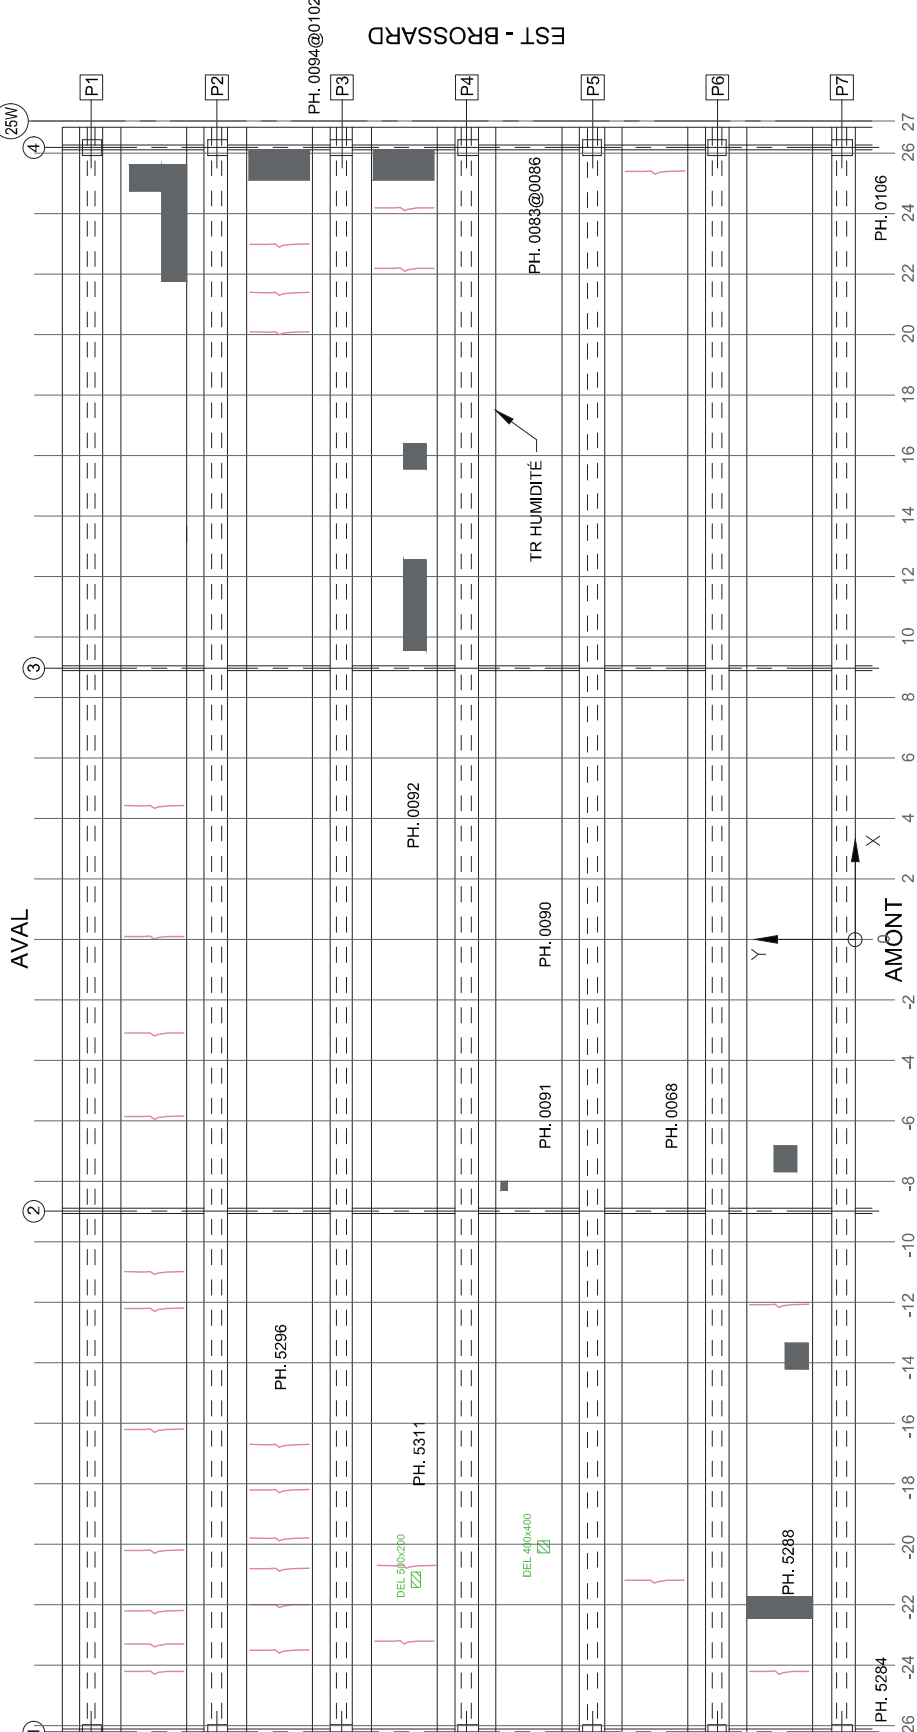 EST - BROSSARD
PH. 0094@0102
25W
P1
P2
P3
P4
P5
P6
P7
4
27
26
24
22
20
18
16
14
12
10
8
6
4
2
0
-2
-4
-6
-8
-10
-12
-14
-16
-18
-20
-22
-24
26
PH. 0083@0086
PH. 0106
TR HUMIDITÉ
3
PH. 0092
AVAL
PH. 0090
X
Y
AMONT
PH. 0091
PH. 0068
2
PH. 5296
PH. 5311
DEL 500x200
DEL 400x400
PH. 5288
PH. 5284